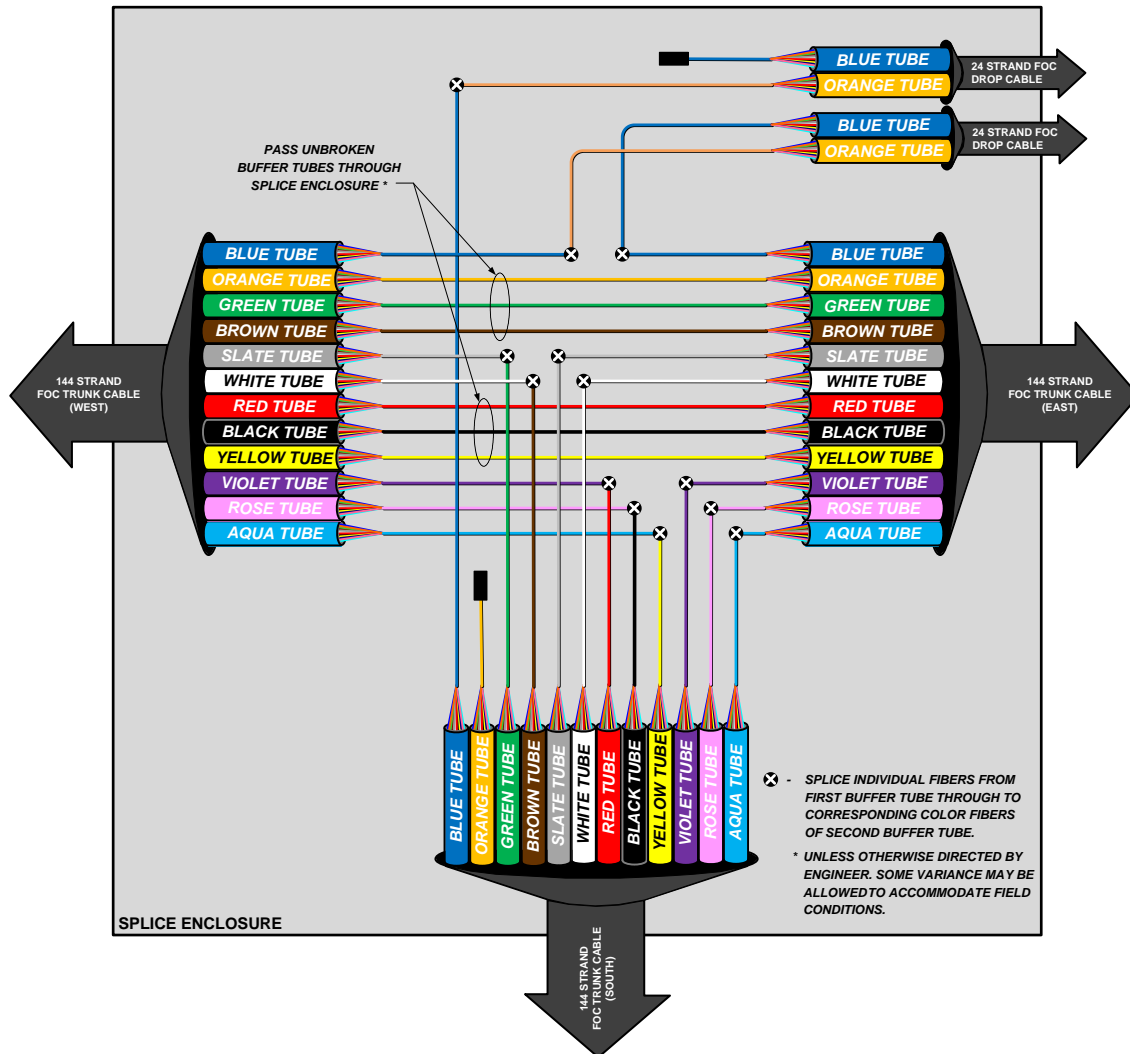 BLUE TUBE
ORANGE TUBE
24 STRAND FOC
DROP CABLE
BLUE TUBE
ORANGE TUBE
24 STRAND FOC
DROP CABLE
PASS UNBROKEN
BUFFER TUBES THROUGH
SPLICE ENCLOSURE *
BLUE TUBE
ORANGE TUBE
GREEN TUBE
BROWN TUBE
SLATE TUBE
WHITE TUBE
RED TUBE
BLACK TUBE
YELLOW TUBE
VIOLET TUBE
ROSE TUBE
AQUA TUBE
144 STRAND
FOC TRUNK CABLE
(WEST)
BLUE TUBE
ORANGE TUBE
GREEN TUBE
BROWN TUBE
SLATE TUBE
WHITE TUBE
RED TUBE
BLACK TUBE
YELLOW TUBE
VIOLET TUBE
ROSE TUBE
AQUA TUBE
144 STRAND
FOC TRUNK CABLE
(EAST)
BLUE TUBE
ORANGE TUBE
GREEN TUBE
BROWN TUBE
SLATE TUBE
WHITE TUBE
RED TUBE
BLACK TUBE
YELLOW TUBE
VIOLET TUBE
ROSE TUBE
AQUA TUBE
- SPLICE INDIVIDUAL FIBERS FROM
FIRST BUFFER TUBE THROUGH TO
CORRESPONDING COLOR FIBERS
OF SECOND BUFFER TUBE.
* UNLESS OTHERWISE DIRECTED BY
ENGINEER. SOME VARIANCE MAY BE
ALLOWED TO ACCOMMODATE FIELD
CONDITIONS.
SPLICE ENCLOSURE
144 STRAND
FOC TRUNK CABLE
(SOUTH)